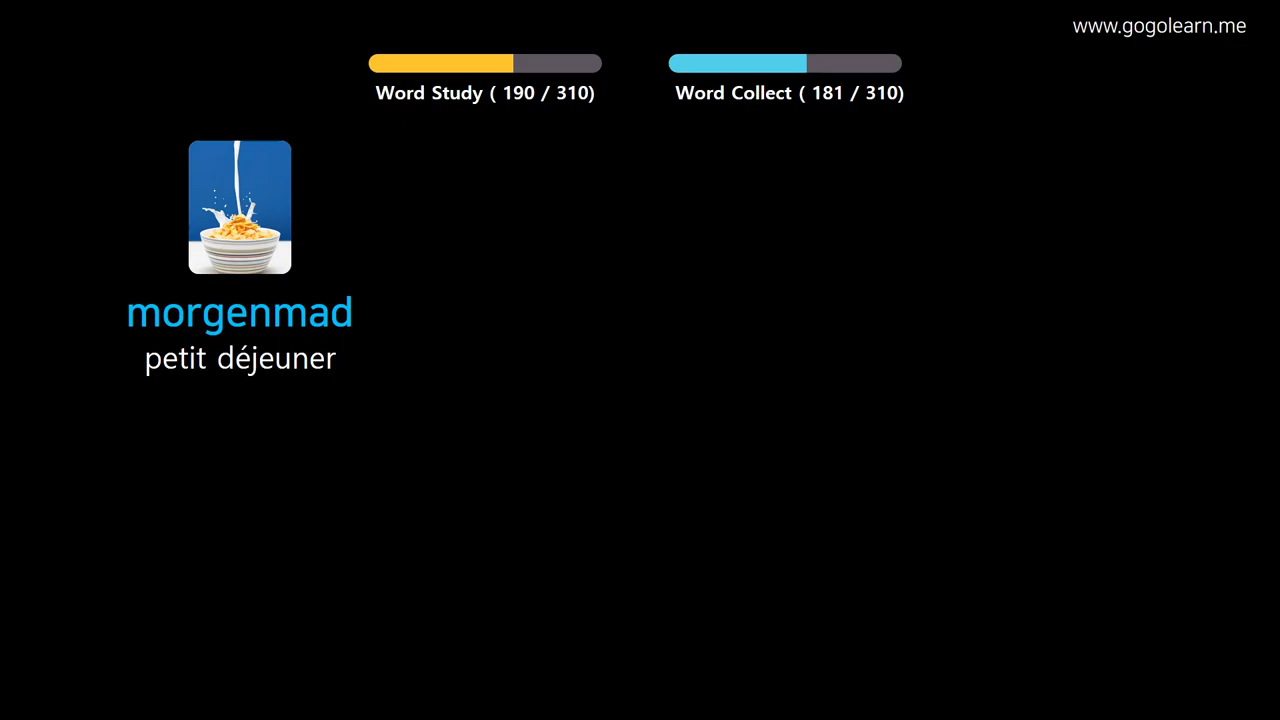 www.gogolearn.me
Word Study ( 190 / 310)
Word Collect ( 181 / 310)
morgenmad
petit déjeuner